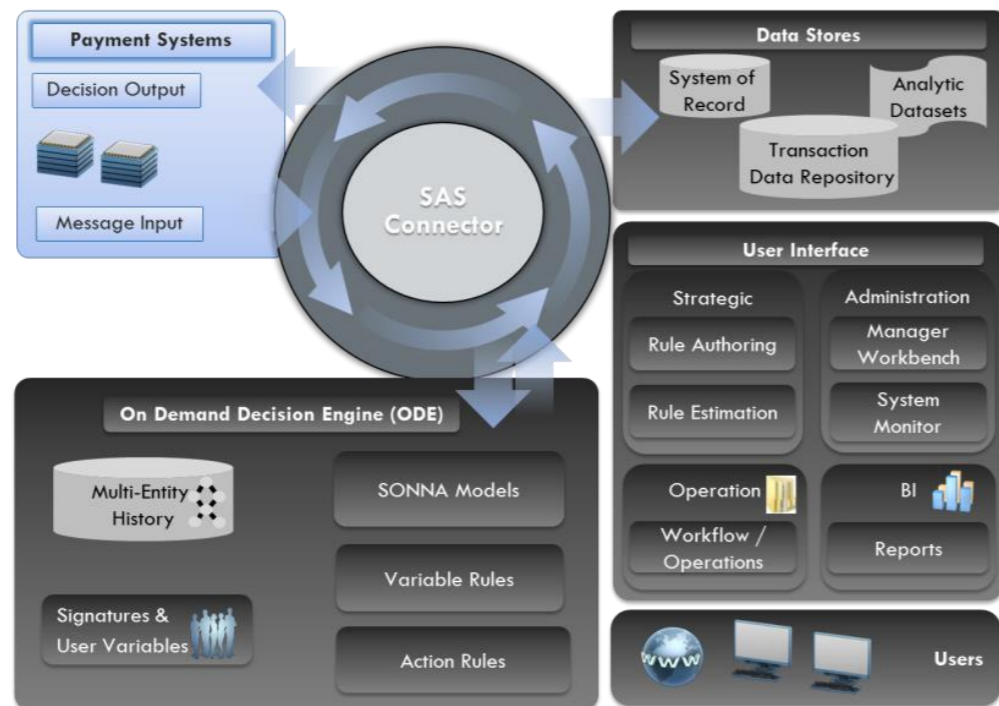 Payment Systems
Decision Output
Message Input
SAS
Connector
Data Stores
System of
Record
Analytic
Datasets
Transaction
Data Repository
User Interface
Strategic
Rule Authoring
Rule Estimation
Administration
Manager
Workbench
System
Monitor
Operation
Workflow /
Operations
BI
Reports
On Demand Decision Engine (ODE)
Multi-Entity
History
Signatures &
User Variables
SONNA Models
Variable Rules
Action Rules
www
Users